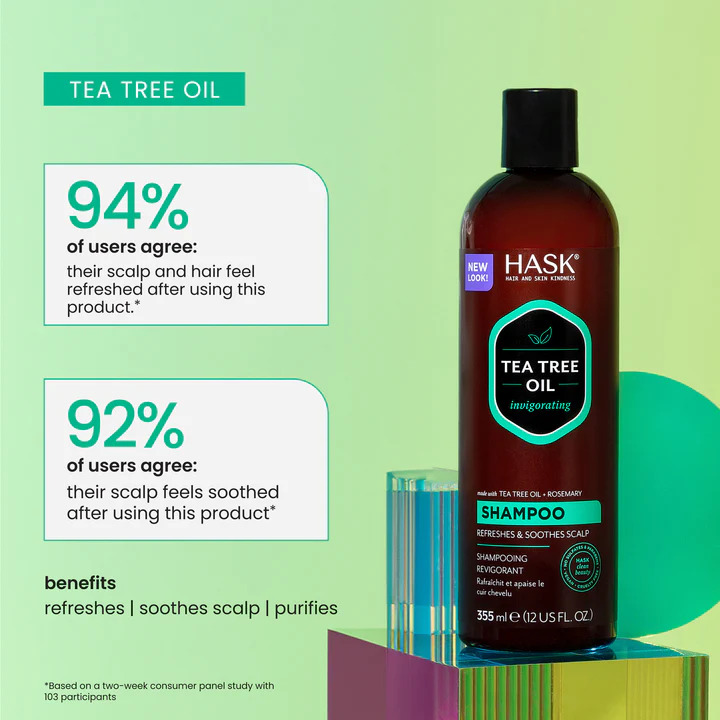 TEA TREE OIL
94%
of users agree:
their scalp and hair feel
refreshed after using this
product.*
92%
of users agree:
their scalp feels soothed
after using this product*
benefits
refreshes | soothes scalp | purifies
*Based on a two-week consumer panel study with
103 participants
NEW
LOOK!
HASK®
HAIR AND SKIN KINDNESS
TEA TREE
OIL
invigorating
made with TEA TREE OIL + ROSEMARY
SHAMPOO
REFRESHES & SOOTHES SCALP
SHAMPOOING
REVIGORANT
Rafraîchit et apaise le
cuir chevelu
HASK
clean
beauty
355 ml ℮ (12 US FL. OZ.)